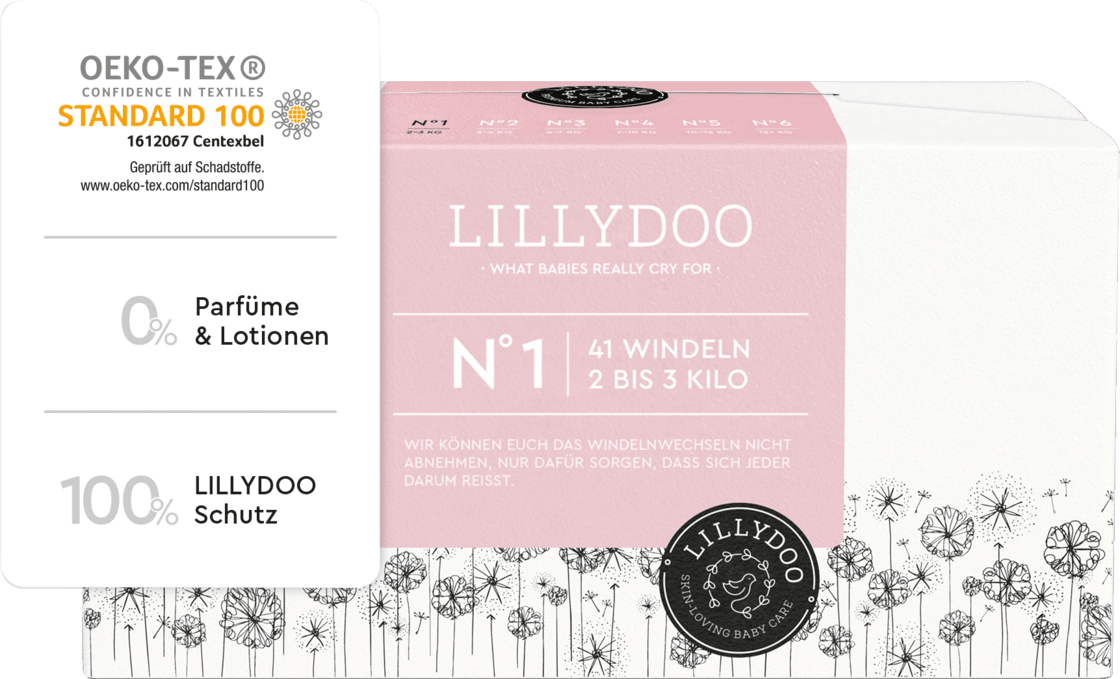 OEKO-TEX®
CONFIDENCE IN TEXTILES
STANDARD 100
1612067 Centexbel
Geprüft auf Schadstoffe.
www.oeko-tex.com/standard100
0% Parfüme
& Lotionen
100% LILLYDOO
Schutz
N°1 N°2 N°3 N°4 N°5 N°6
2-3 KG
LILLYDOO
· WHAT BABIES REALLY CRY FOR ·
N°1
41 WINDELN
2 BIS 3 KILO
WIR KÖNNEN EUCH DAS WINDELNWECHSELN NICHT
ABNEHMEN, NUR DAFÜR SORGEN, DASS SICH JEDER
DARUM REISST.
LILLYDOO
SKIN-LOVING BABY CARE